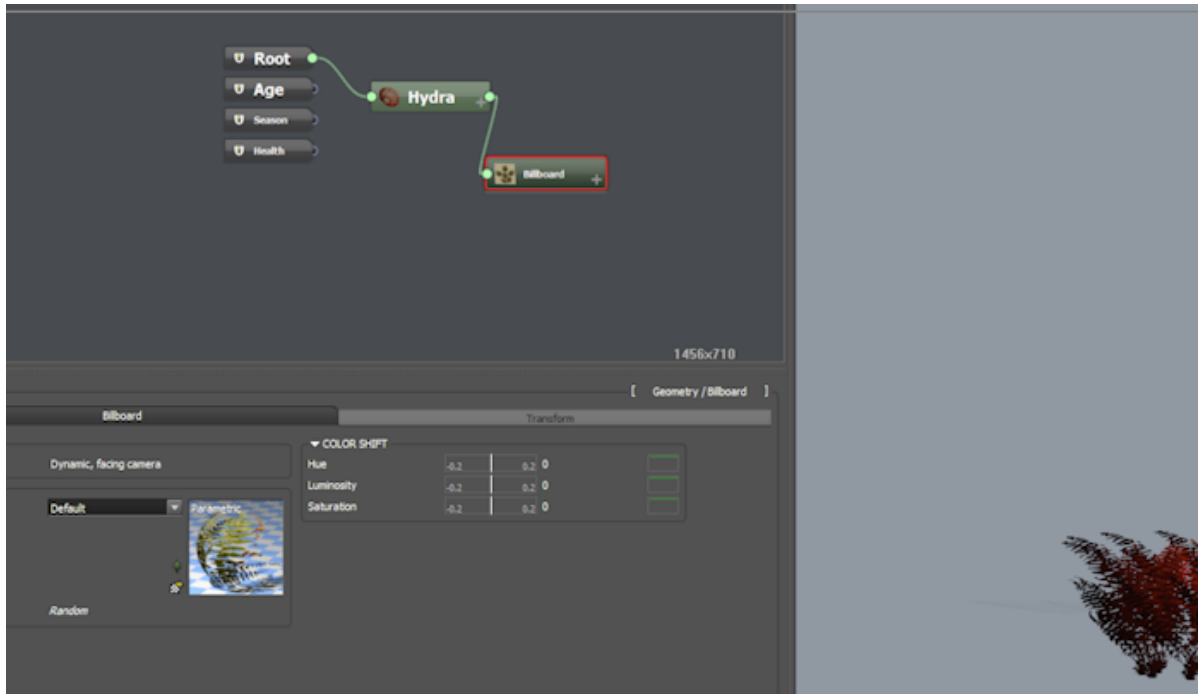 Root
Age
Hydra
Season
Health
Billboard
1456x710
[ Geometry / Billboard ]
Billboard
Transform
COLOR SHIFT
Dynamic, facing camera
Hue -0.2 0.2 0
Luminosity -0.2 0.2 0
Default
Parametric
Saturation -0.2 0.2 0
Random